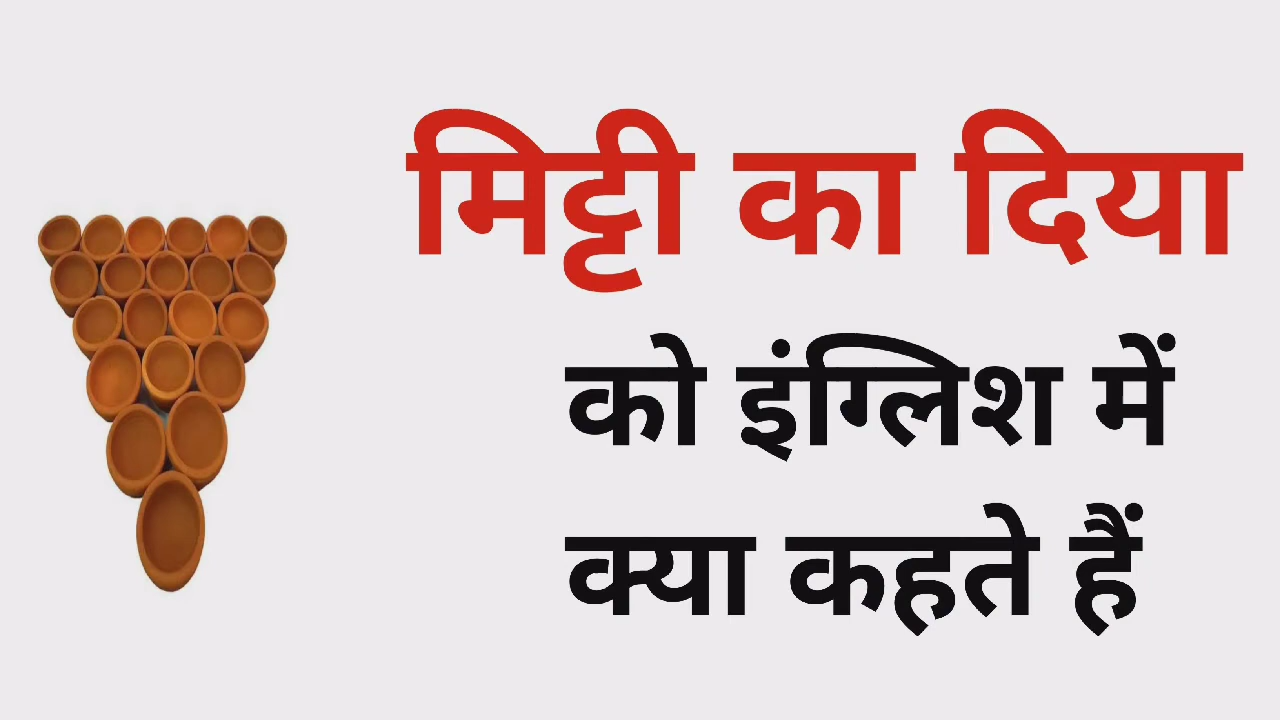 मिट्टी का दिया
को इंग्लिश में
क्या कहते हैं